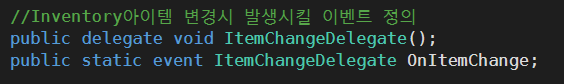 //Inventory아이템 변경시 발생시킬 이벤트 정의
public delegate void ItemChangeDelegate();
public static event ItemChangeDelegate OnItemChange;